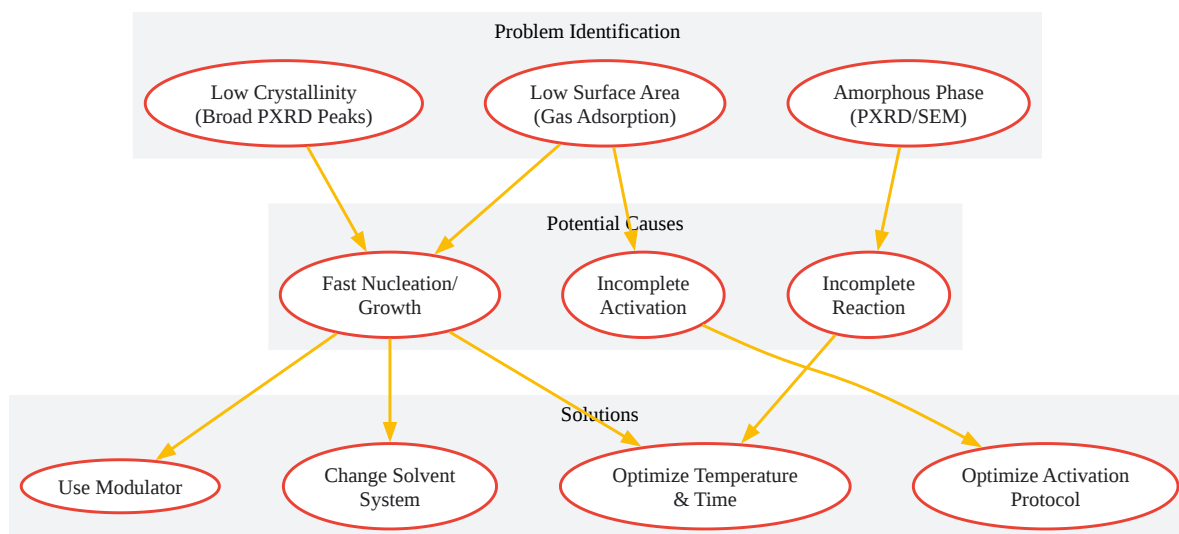 Problem Identification
Low Crystallinity
(Broad PXRD Peaks)
Low Surface Area
(Gas Adsorption)
Amorphous Phase
(PXRD/SEM)
Potential Causes
Fast Nucleation/
Growth
Incomplete
Activation
Incomplete
Reaction
Solutions
Use Modulator
Change Solvent
System
Optimize Temperature
& Time
Optimize Activation
Protocol